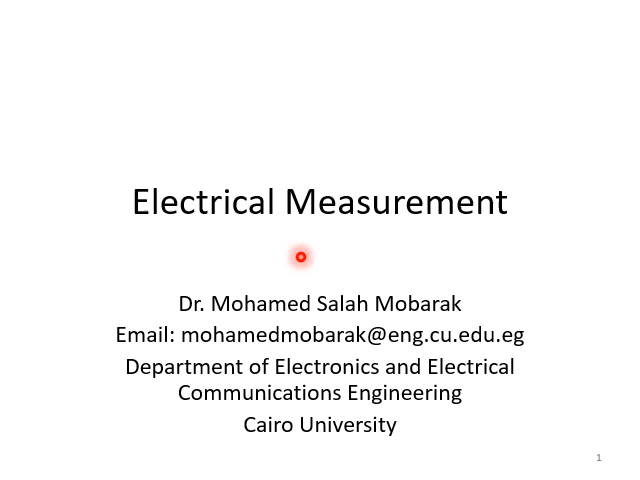 Electrical Measurement
Dr. Mohamed Salah Mobarak
Email: mohamedmobarak@eng.cu.edu.eg
Department of Electronics and Electrical
Communications Engineering
Cairo University
1